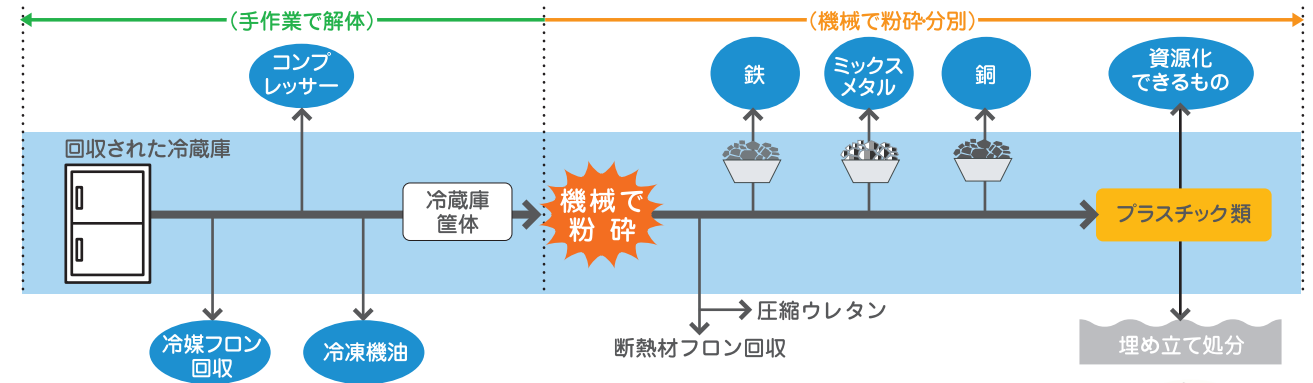 (手作業で解体)
(機械で粉砕分別)
コンプ
レッサー
鉄
ミックス
メタル
銅
資源化
できるもの
回収された冷蔵庫
冷蔵庫
筐体
機械で
粉 砕
プラスチック類
冷媒フロン
回収
冷凍機油
圧縮ウレタン
断熱材フロン回収
埋め立て処分